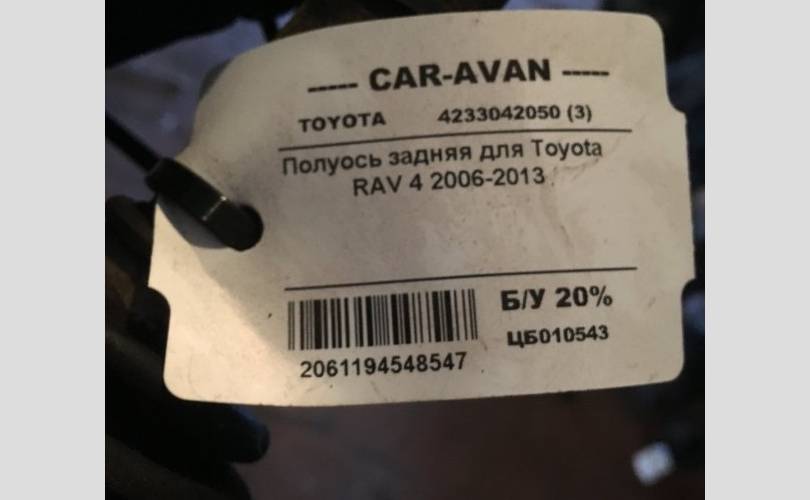 ----- CAR-AVAN -----
TOYOTA 4233042050 (3)
Полуось задняя для Toyota
RAV 4 2006-2013
Б/У 20%
ЦБ010543
2061194548547